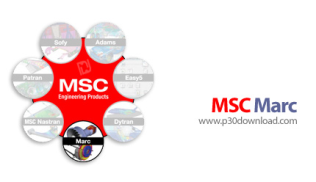 Sofy
Adams
Patran
Easy5
MSC
Engineering Products
MSC Nastran
Dytran
Marc
MSC Marc
www.p30download.com